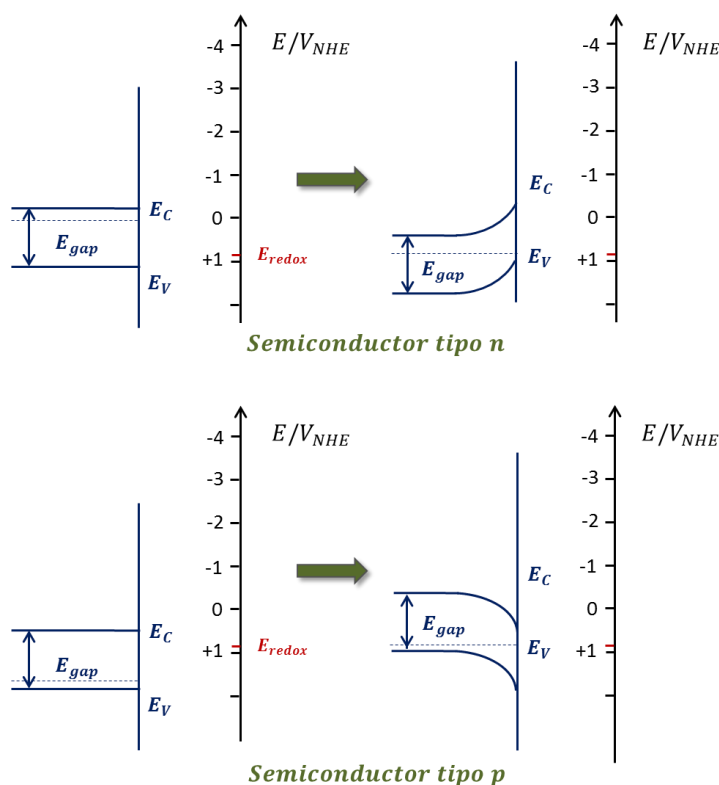 -4
E/V_NHE
-3
-2
-1
0
+1
E_C
E_gap
E_V
E_redox
-4
E/V_NHE
-3
-2
-1
0
+1
E_C
E_gap
E_V
Semiconductor tipo n
-4
E/V_NHE
-3
-2
-1
0
+1
E_C
E_gap
E_V
E_redox
-4
E/V_NHE
-3
-2
-1
0
+1
E_C
E_gap
E_V
Semiconductor tipo p